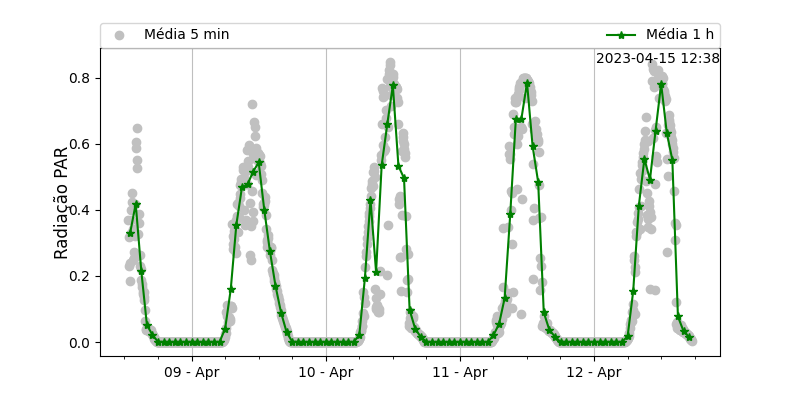 Média 5 min
Média 1 h
2023-04-15 12:38
Radiação PAR
0.8
0.6
0.4
0.2
0.0
09 - Apr
10 - Apr
11 - Apr
12 - Apr